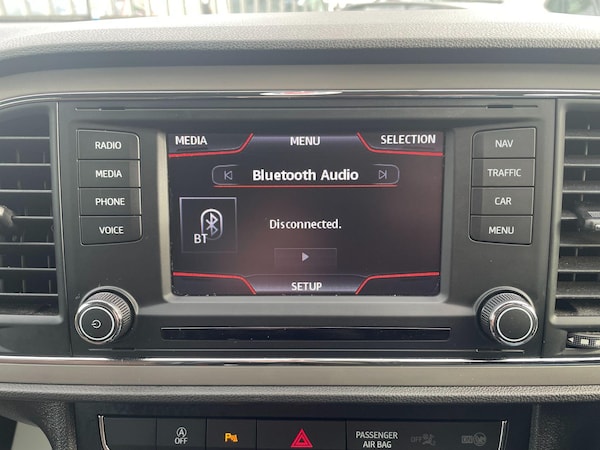 RADIO
MEDIA
PHONE
VOICE
MEDIA MENU SELECTION
Bluetooth Audio
BT
Disconnected.
SETUP
NAV
TRAFFIC
CAR
MENU
A
OFF
P
PASSENGER
AIR BAG
OFF